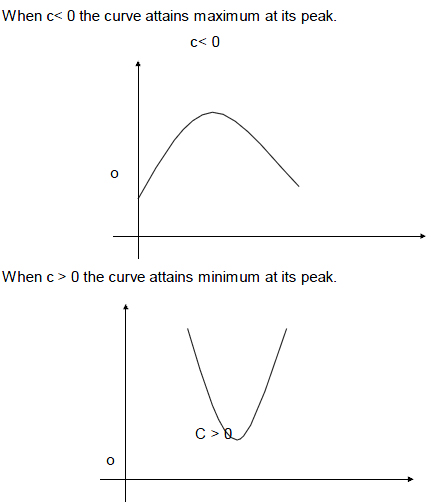 When c< 0 the curve attains maximum at its peak.
c< 0
o
When c > 0 the curve attains minimum at its peak.
C > 0
o